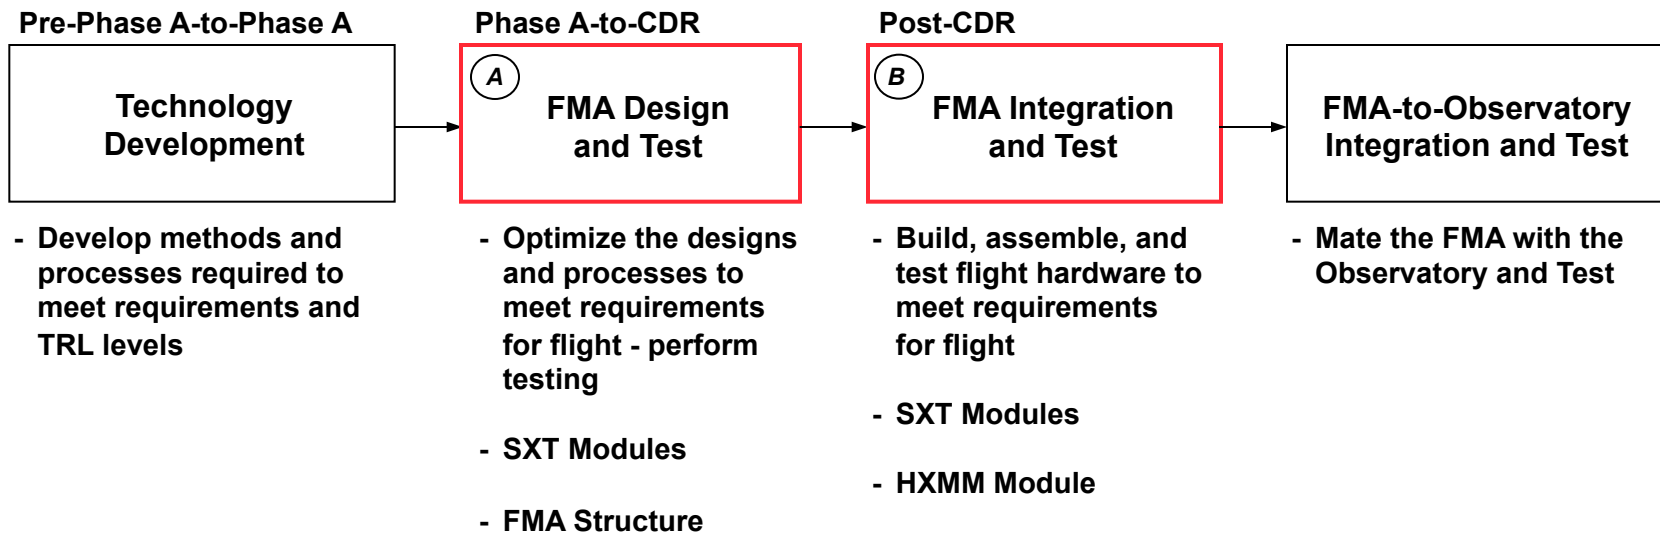 Pre-Phase A-to-Phase A
Technology
Development
- Develop methods and
processes required to
meet requirements and
TRL levels
Phase A-to-CDR
A
FMA Design
and Test
- Optimize the designs
and processes to
meet requirements
for flight - perform
testing
- SXT Modules
- FMA Structure
Post-CDR
B
FMA Integration
and Test
- Build, assemble, and
test flight hardware to
meet requirements
for flight
- SXT Modules
- HXMM Module
FMA-to-Observatory
Integration and Test
- Mate the FMA with the
Observatory and Test